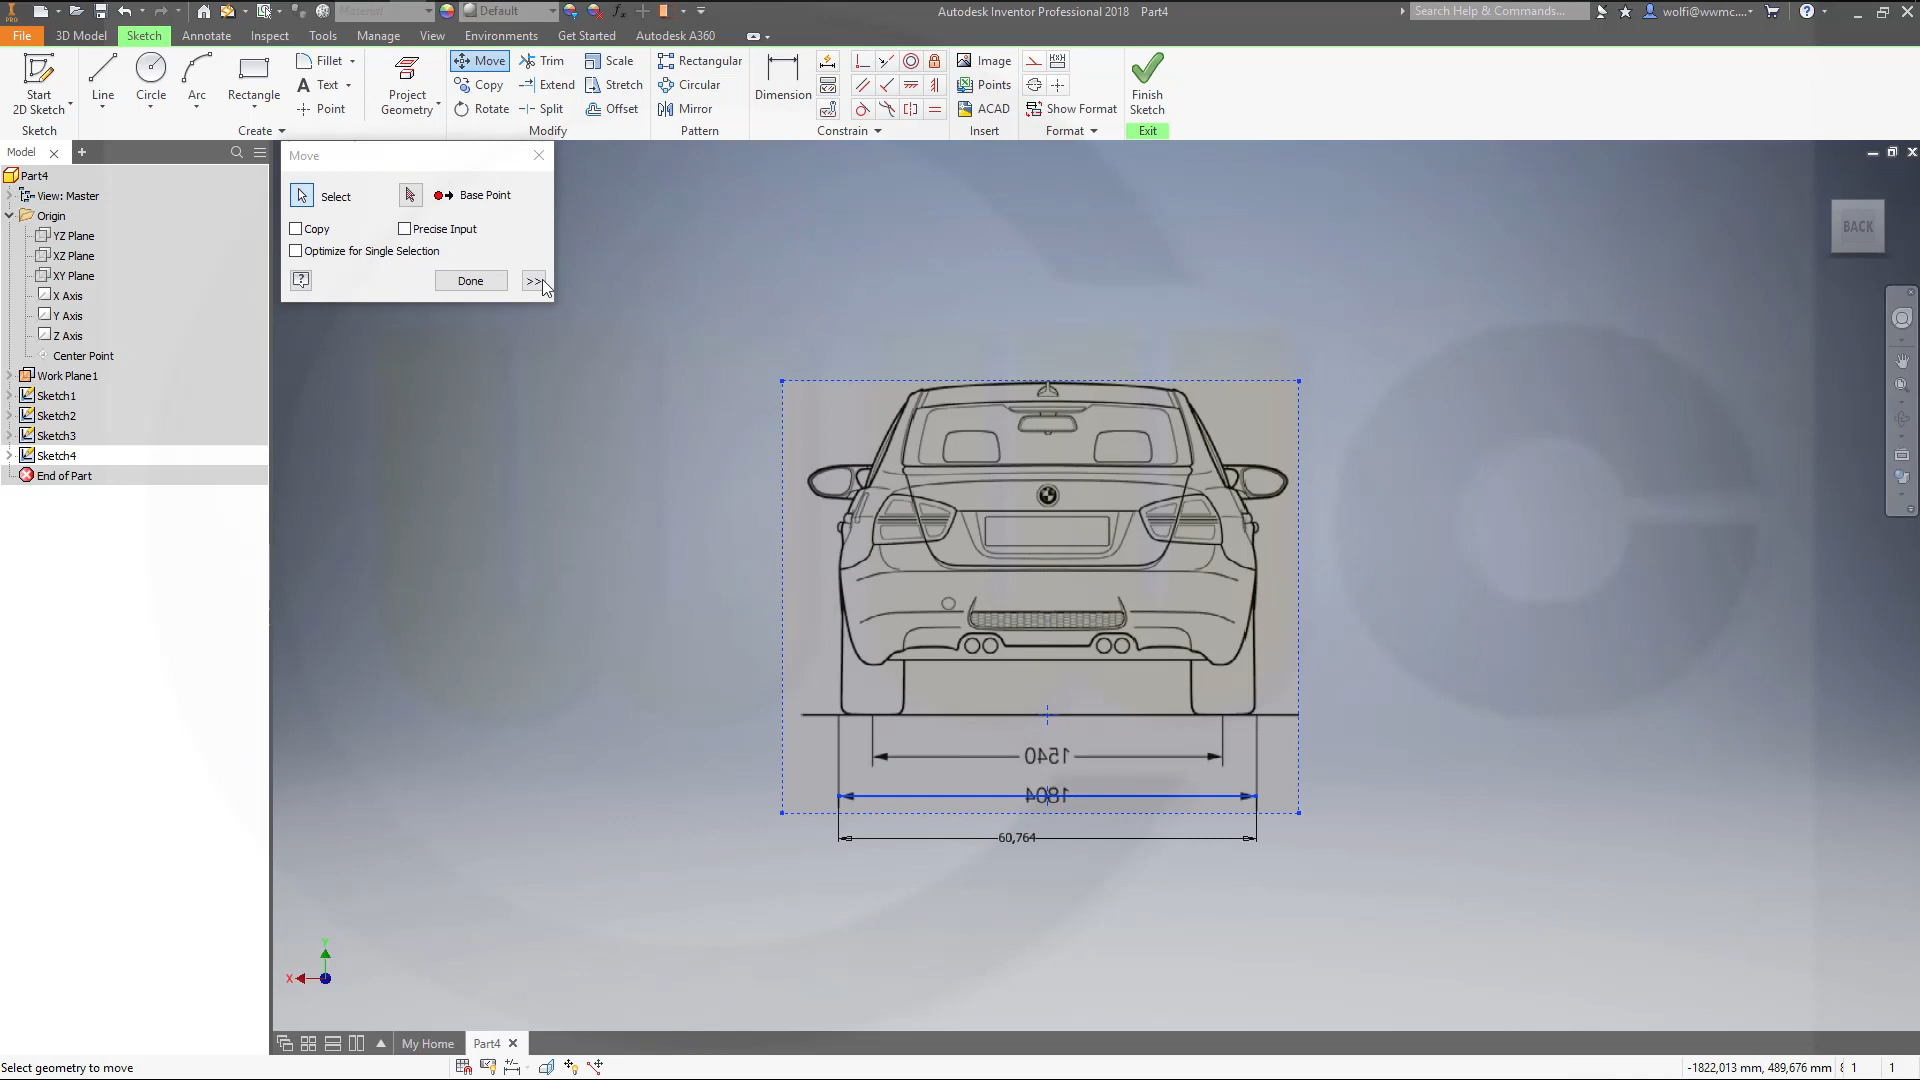 Material
Default
Autodesk Inventor Professional 2018 Part4
Search Help & Commands...
wolfi@wwmc....
PRO
File
3D Model
Sketch
Annotate
Inspect
Tools
Manage
View
Environments
Get Started
Autodesk A360
Start
2D Sketch
Sketch
Line
Circle
Arc
Rectangle
Fillet
Text
Point
Create
Project
Geometry
Move
Copy
Rotate
Trim
Extend
Split
Scale
Stretch
Offset
Modify
Rectangular
Circular
Mirror
Pattern
Dimension
Constrain
Image
Points
ACAD
Insert
Show Format
Format
Finish
Sketch
Exit
Model
Part4
View: Master
Origin
YZ Plane
XZ Plane
XY Plane
X Axis
Y Axis
Z Axis
Center Point
Work Plane1
Sketch1
Sketch2
Sketch3
Sketch4
End of Part
Move
Select
Base Point
Copy
Precise Input
Optimize for Single Selection
Done
>>
BACK
1540
1804
60,764
Y
X
My Home
Part4
Select geometry to move
-1822,013 mm, 489,676 mm
1
1